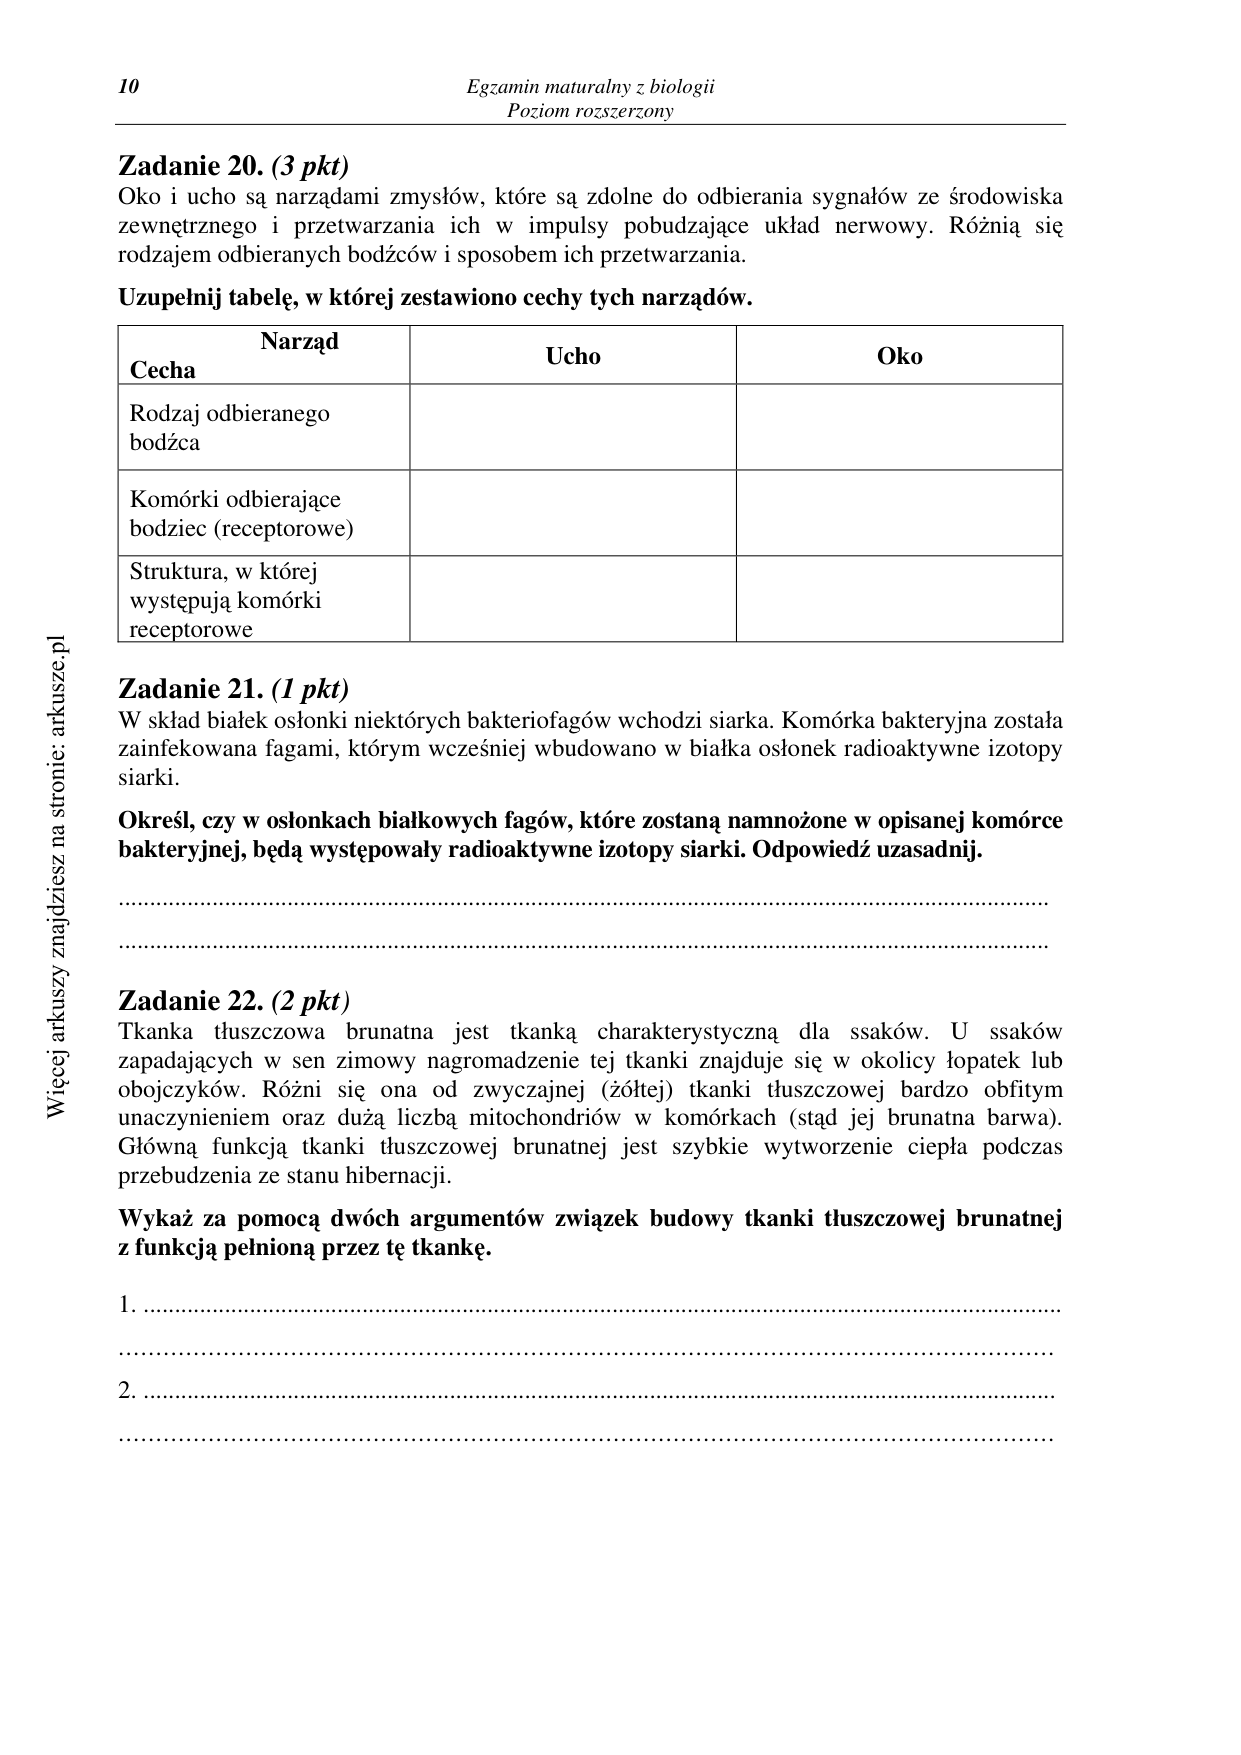 10
Egzamin maturalny z biologii
Poziom rozszerzony
Zadanie 20. (3 pkt)
Oko i ucho są narządami zmysłów, które są zdolne do odbierania sygnałów ze środowiska
zewnętrznego i przetwarzania ich w impulsy pobudzające układ nerwowy. Różnią się
rodzajem odbieranych bodźców i sposobem ich przetwarzania.
Uzupełnij tabelę, w której zestawiono cechy tych narządów.
Narząd
Cecha
Ucho
Oko
Rodzaj odbieranego
bodźca
Komórki odbierające
bodziec (receptorowe)
Struktura, w której
występują komórki
receptorowe
Zadanie 21. (1 pkt)
W skład białek osłonki niektórych bakteriofagów wchodzi siarka. Komórka bakteryjna została
zainfekowana fagami, którym wcześniej wbudowano w białka osłonek radioaktywne izotopy
siarki.
Określ, czy w osłonkach białkowych fagów, które zostaną namnożone w opisanej komórce
bakteryjnej, będą występowały radioaktywne izotopy siarki. Odpowiedź uzasadnij.
Zadanie 22. (2 pkt)
Tkanka tłuszczowa brunatna jest tkanką charakterystyczną dla ssaków. U ssaków
zapadających w sen zimowy nagromadzenie tej tkanki znajduje się w okolicy łopatek lub
obojczyków. Różni się ona od zwyczajnej (żółtej) tkanki tłuszczowej bardzo obfitym
unaczynieniem oraz dużą liczbą mitochondriów w komórkach (stąd jej brunatna barwa).
Główną funkcją tkanki tłuszczowej brunatnej jest szybkie wytworzenie ciepła podczas
przebudzenia ze stanu hibernacji.
Wykaż za pomocą dwóch argumentów związek budowy tkanki tłuszczowej brunatnej
z funkcją pełnioną przez tę tkankę.
1.
2.
Więcej arkuszy znajdziesz na stronie: arkusze.pl